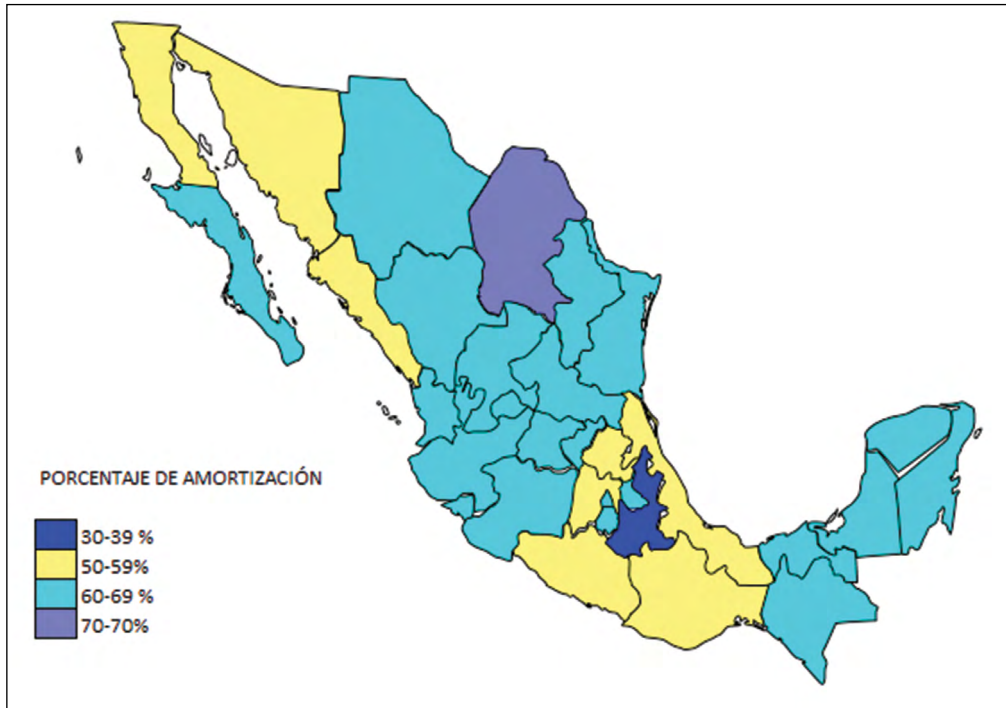 PORCENTAJE DE AMORTIZACIÓN
30-39 %
50-59%
60-69 %
70-70%